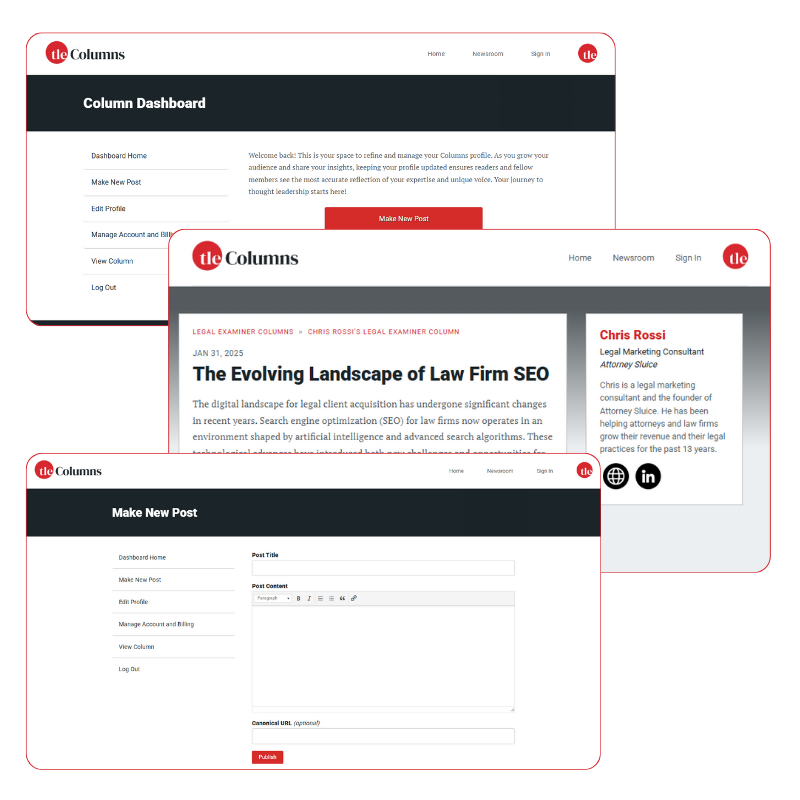 tle Columns
Home Newsroom Sign In tle
Column Dashboard
Dashboard Home
Make New Post
Edit Profile
Manage Account and
View Column
Log Out
Welcome back! This is your space to refine and manage your Columns profile. As you grow your
audience and share your insights, keeping your profile updated ensures readers and fellow
members see the most accurate reflection of your expertise and unique voice. Your journey to
thought leadership starts here!
Make New Post
tle Columns
Home Newsroom Sign In tle
LEGAL EXAMINER COLUMNS » CHRIS ROSSI'S LEGAL EXAMINER COLUMN
JAN 31, 2025
The Evolving Landscape of Law Firm SEO
The digital landscape for legal client acquisition has undergone significant changes
in recent years. Search engine optimization (SEO) for law firms now operates in an
environment shaped by artificial intelligence and advanced search algorithms. These
technological advances have introduced both new challenges and opportunities for
Chris Rossi
Legal Marketing Consultant
Attorney Sluice
Chris is a legal marketing
consultant and the founder of
Attorney Sluice. He has been
helping attorneys and law firms
grow their revenue and their legal
practices for the past 13 years.
in
tle Columns
Home Newsroom Sign In tle
Make New Post
Dashboard Home
Make New Post
Edit Profile
Manage Account and Billing
View Column
Log Out
Post Title
Post Content
Paragraph B I
Canonical URL (optional)
Publish